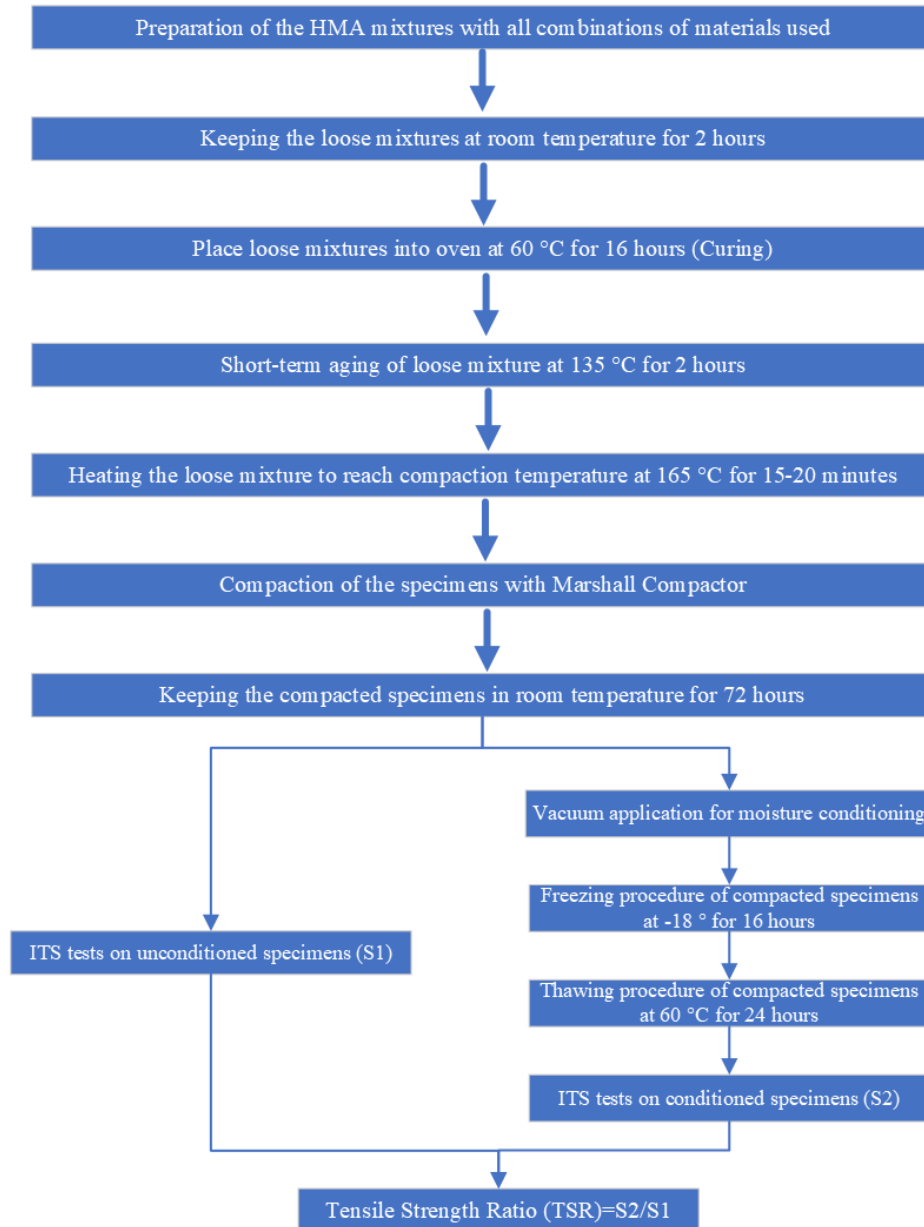 Preparation of the HMA mixtures with all combinations of materials used
Keeping the loose mixtures at room temperature for 2 hours
Place loose mixtures into oven at 60 °C for 16 hours (Curing)
Short-term aging of loose mixture at 135 °C for 2 hours
Heating the loose mixture to reach compaction temperature at 165 °C for 15-20 minutes
Compaction of the specimens with Marshall Compactor
Keeping the compacted specimens in room temperature for 72 hours
Vacuum application for moisture conditioning
Freezing procedure of compacted specimens
at -18 ° for 16 hours
ITS tests on unconditioned specimens (S1)
Thawing procedure of compacted specimens
at 60 °C for 24 hours
ITS tests on conditioned specimens (S2)
Tensile Strength Ratio (TSR)=S2/S1